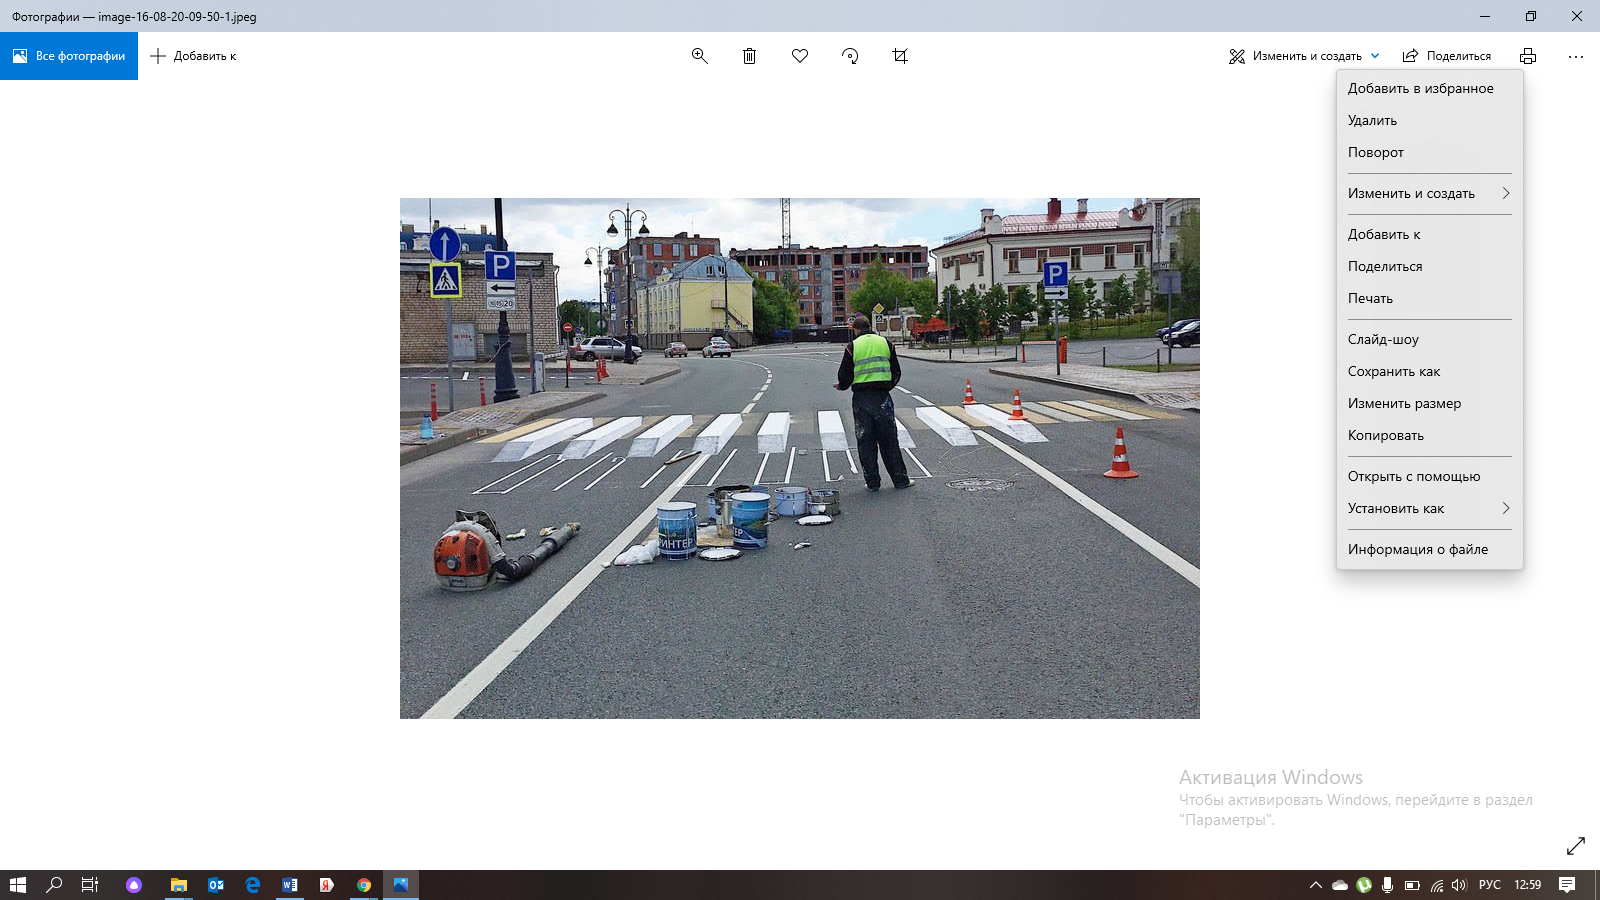 Фотографии — image-16-08-20-09-50-1.jpeg
Все фотографии
Добавить к
Изменить и создать
Поделиться
Добавить в избранное
Удалить
Поворот
Изменить и создать
Добавить к
Поделиться
Печать
Слайд-шоу
Сохранить как
Изменить размер
Копировать
Открыть с помощью
Установить как
Информация о файле
P
P
Активация Windows
Чтобы активировать Windows, перейдите в раздел
"Параметры".
РУС
12:59